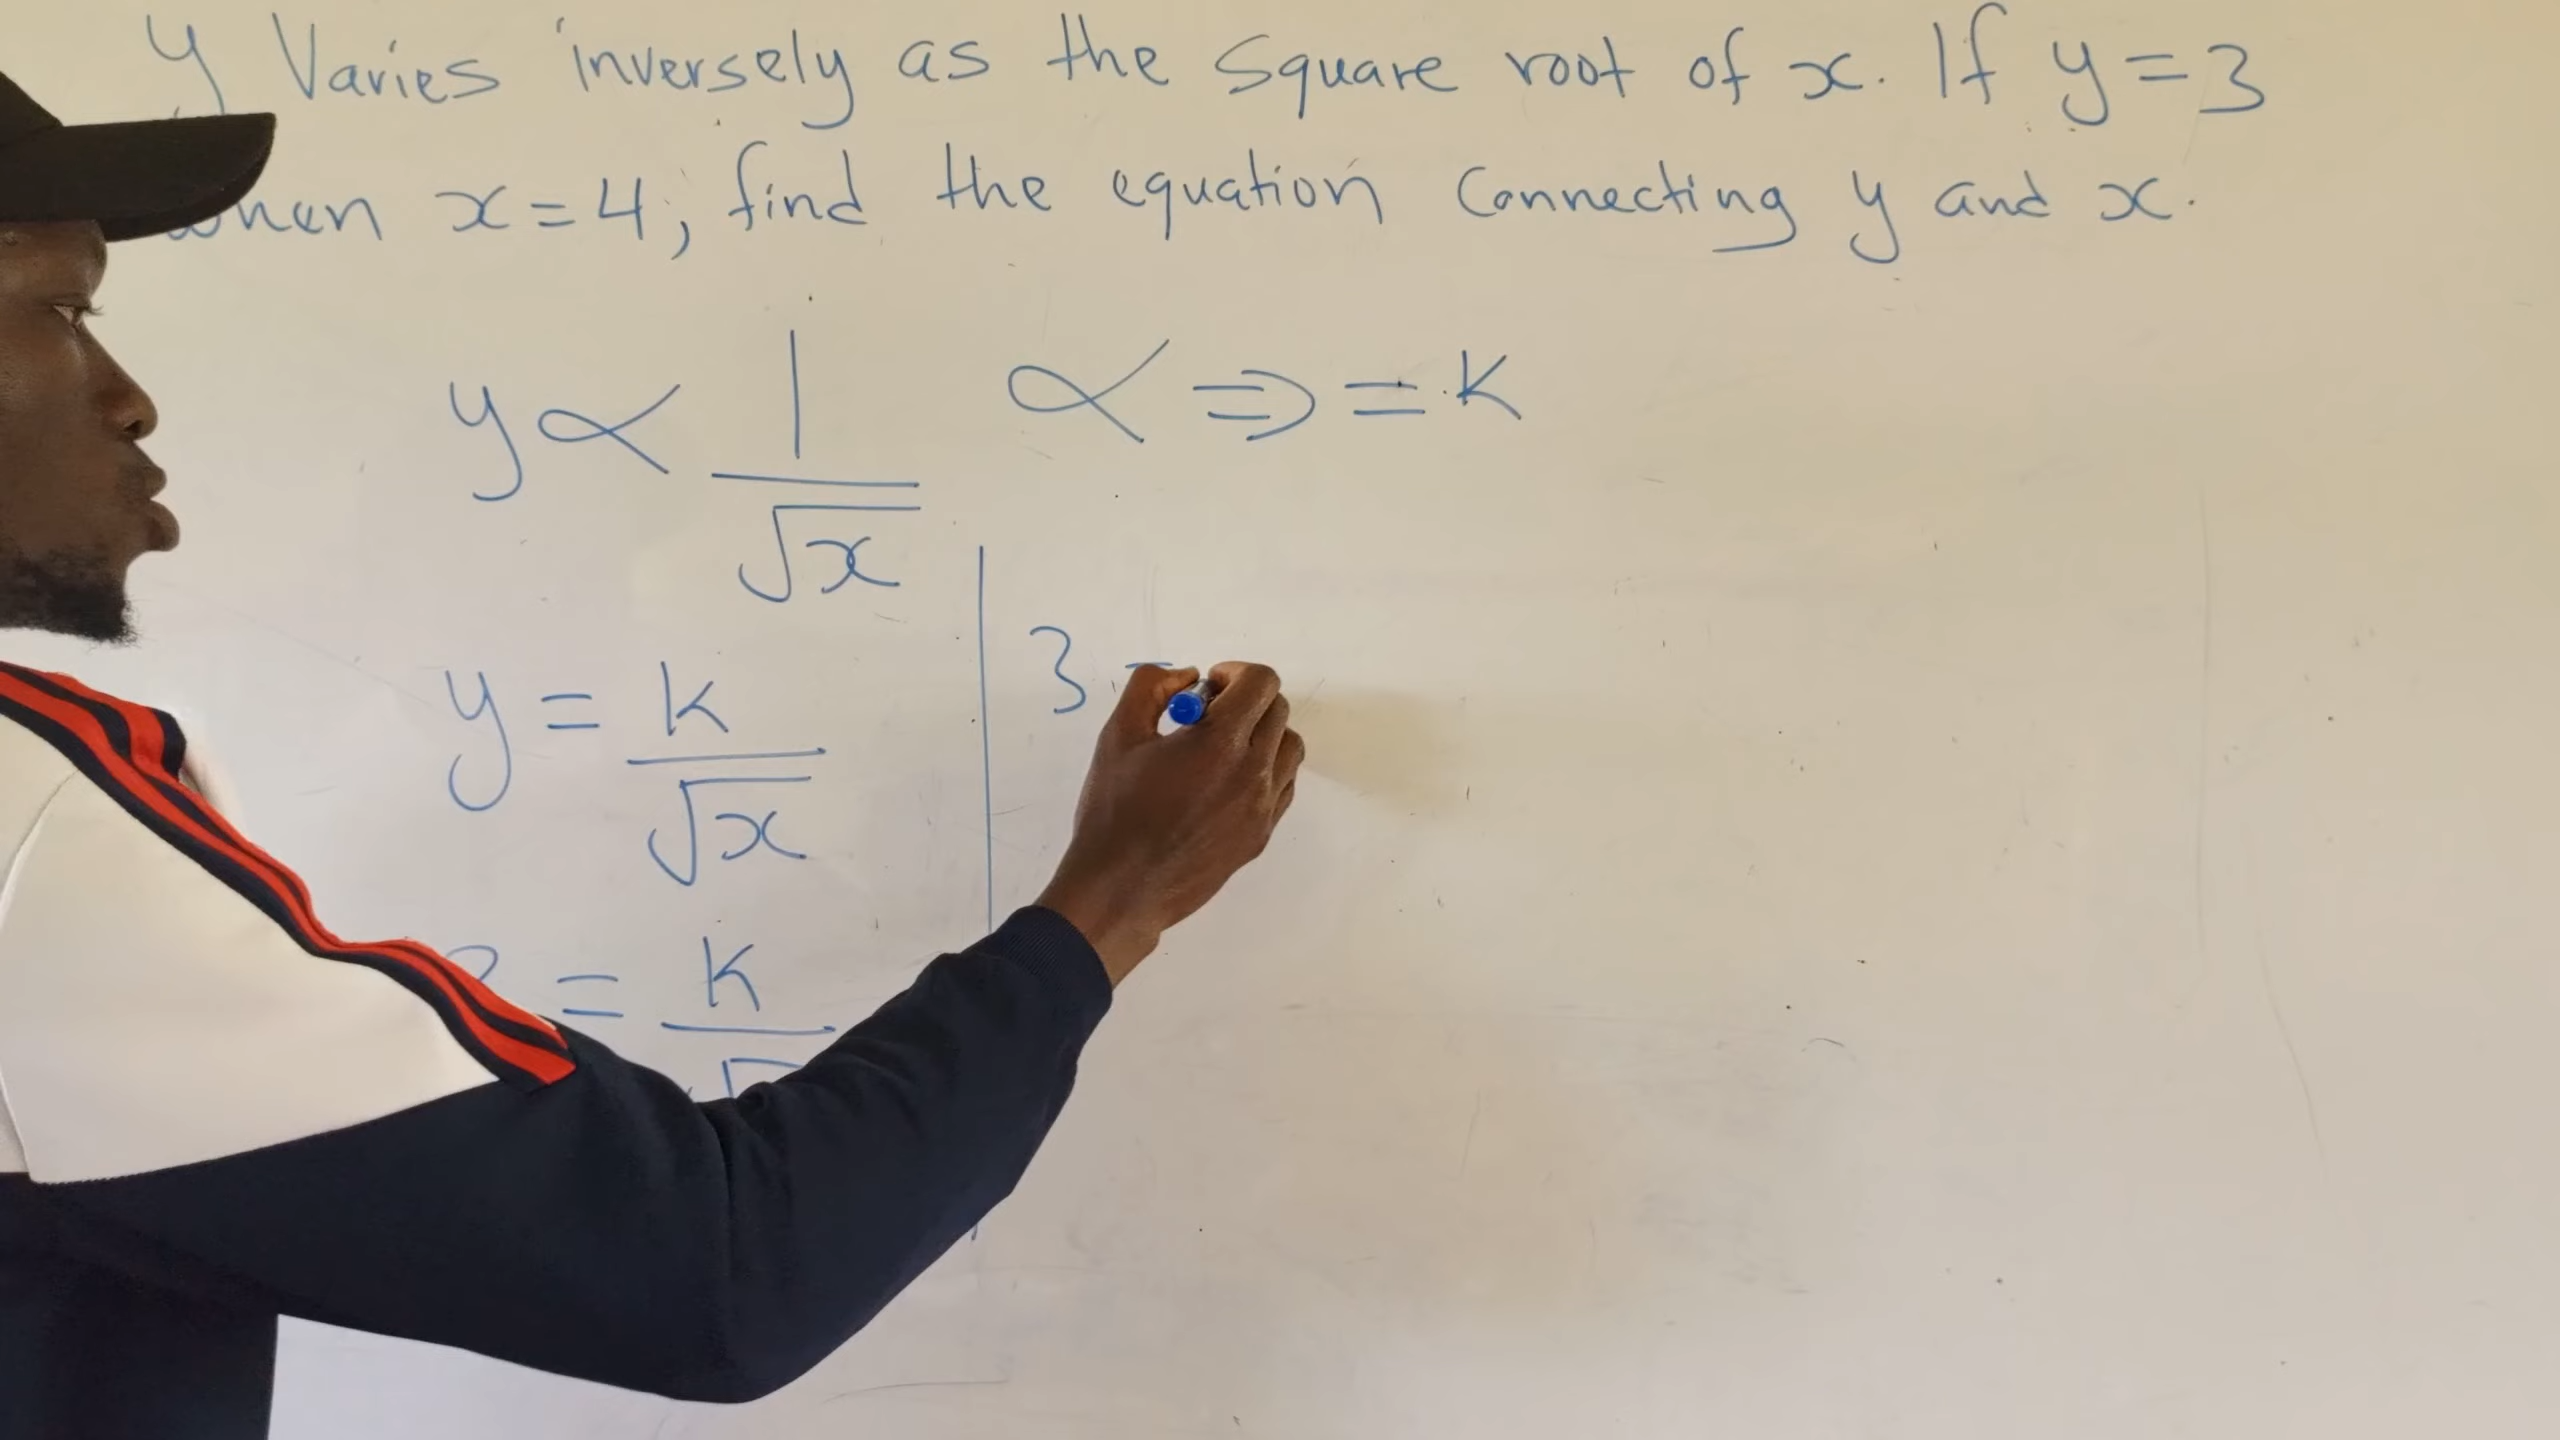 y Varies inversely as the square root of x. If y = 3
when x = 4, find the equation Connecting y and x.
y ∝ 1/√x ∝ ⇒ = K
y = K/√x
3 =
= K/√